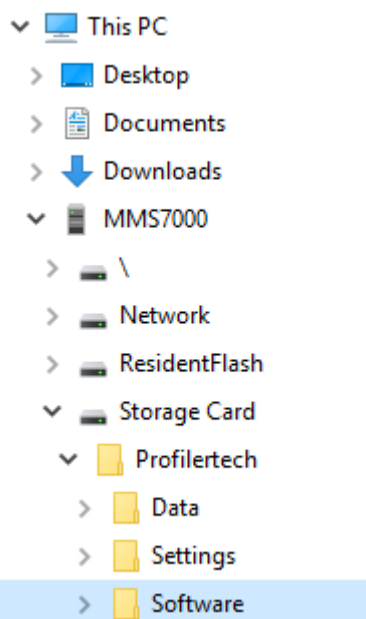 This PC
Desktop
Documents
Downloads
MMS7000
\
Network
ResidentFlash
Storage Card
Profilertech
Data
Settings
Software